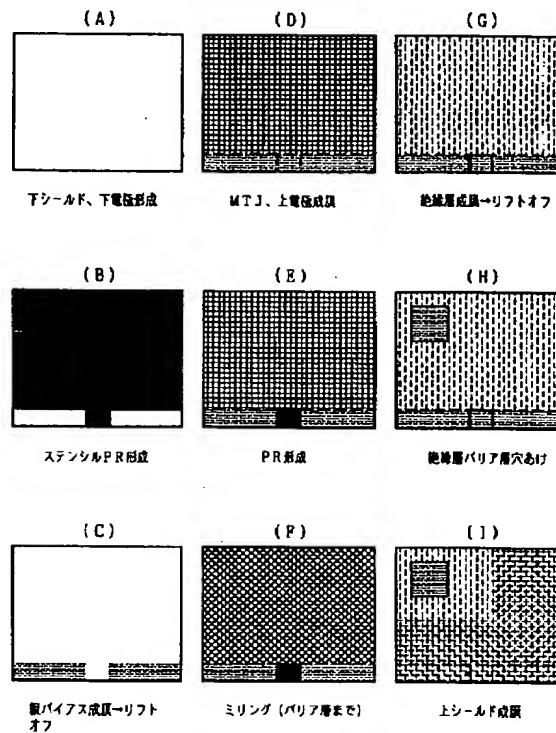 (A)
(D)
(G)
下シールド、下電極形成
MTJ、上電極成膜
絶縁層成膜→リフトオフ
(B)
(E)
(H)
ステンシルPR形成
PR形成
絶縁層バリア層穴あけ
(C)
(F)
(I)
縦バイアス成膜→リフト
オフ
ミリング(バリア層まで)
上シールド成膜